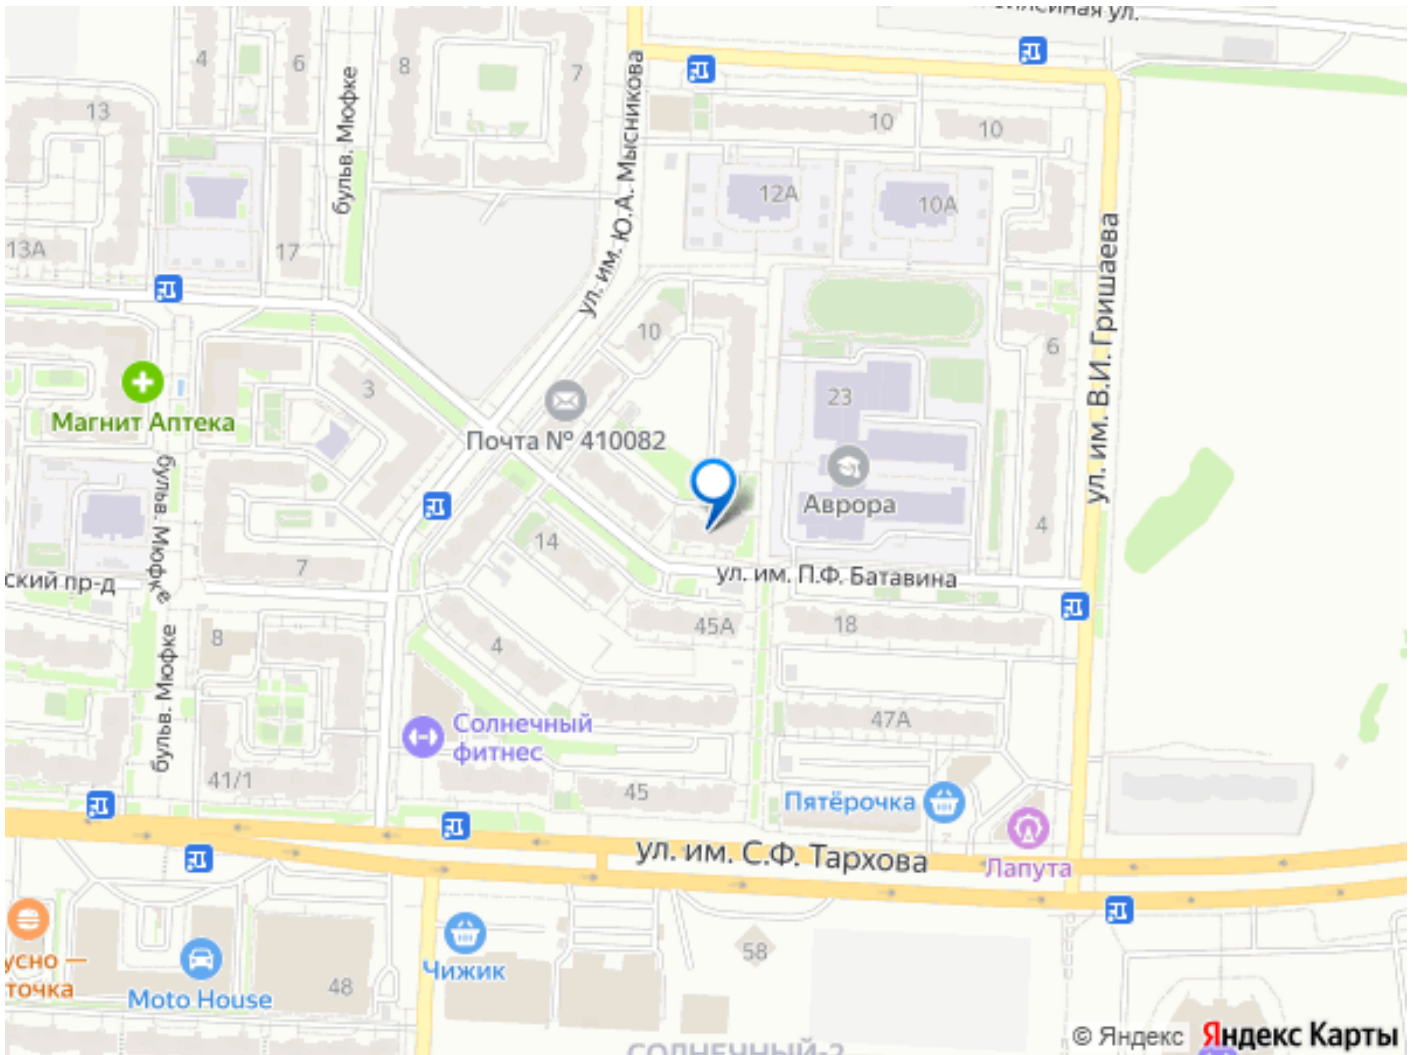 4
6
8
7
13
бульв. Мюфке
ул. им. Ю.А. Мысникова
10
10
12А
10А
13А
17
ул. им. В.И. Гришаева
10
6
3
23
Магнит Аптека
Почта № 410082
Аврора
бульв. Мюфке
14
4
7
ский пр-д
ул. им. П.Ф. Батавина
45А
18
8
4
бульв. Мюфке
47А
Солнечный
фитнес
41/1
45
Пятёрочка
ул. им. С.Ф. Тархова
Лапута
58
усно —
точка
Чижик
Moto House
48
СОЛНЕЧНЫЙ-2
© Яндекс
Яндекс Карты